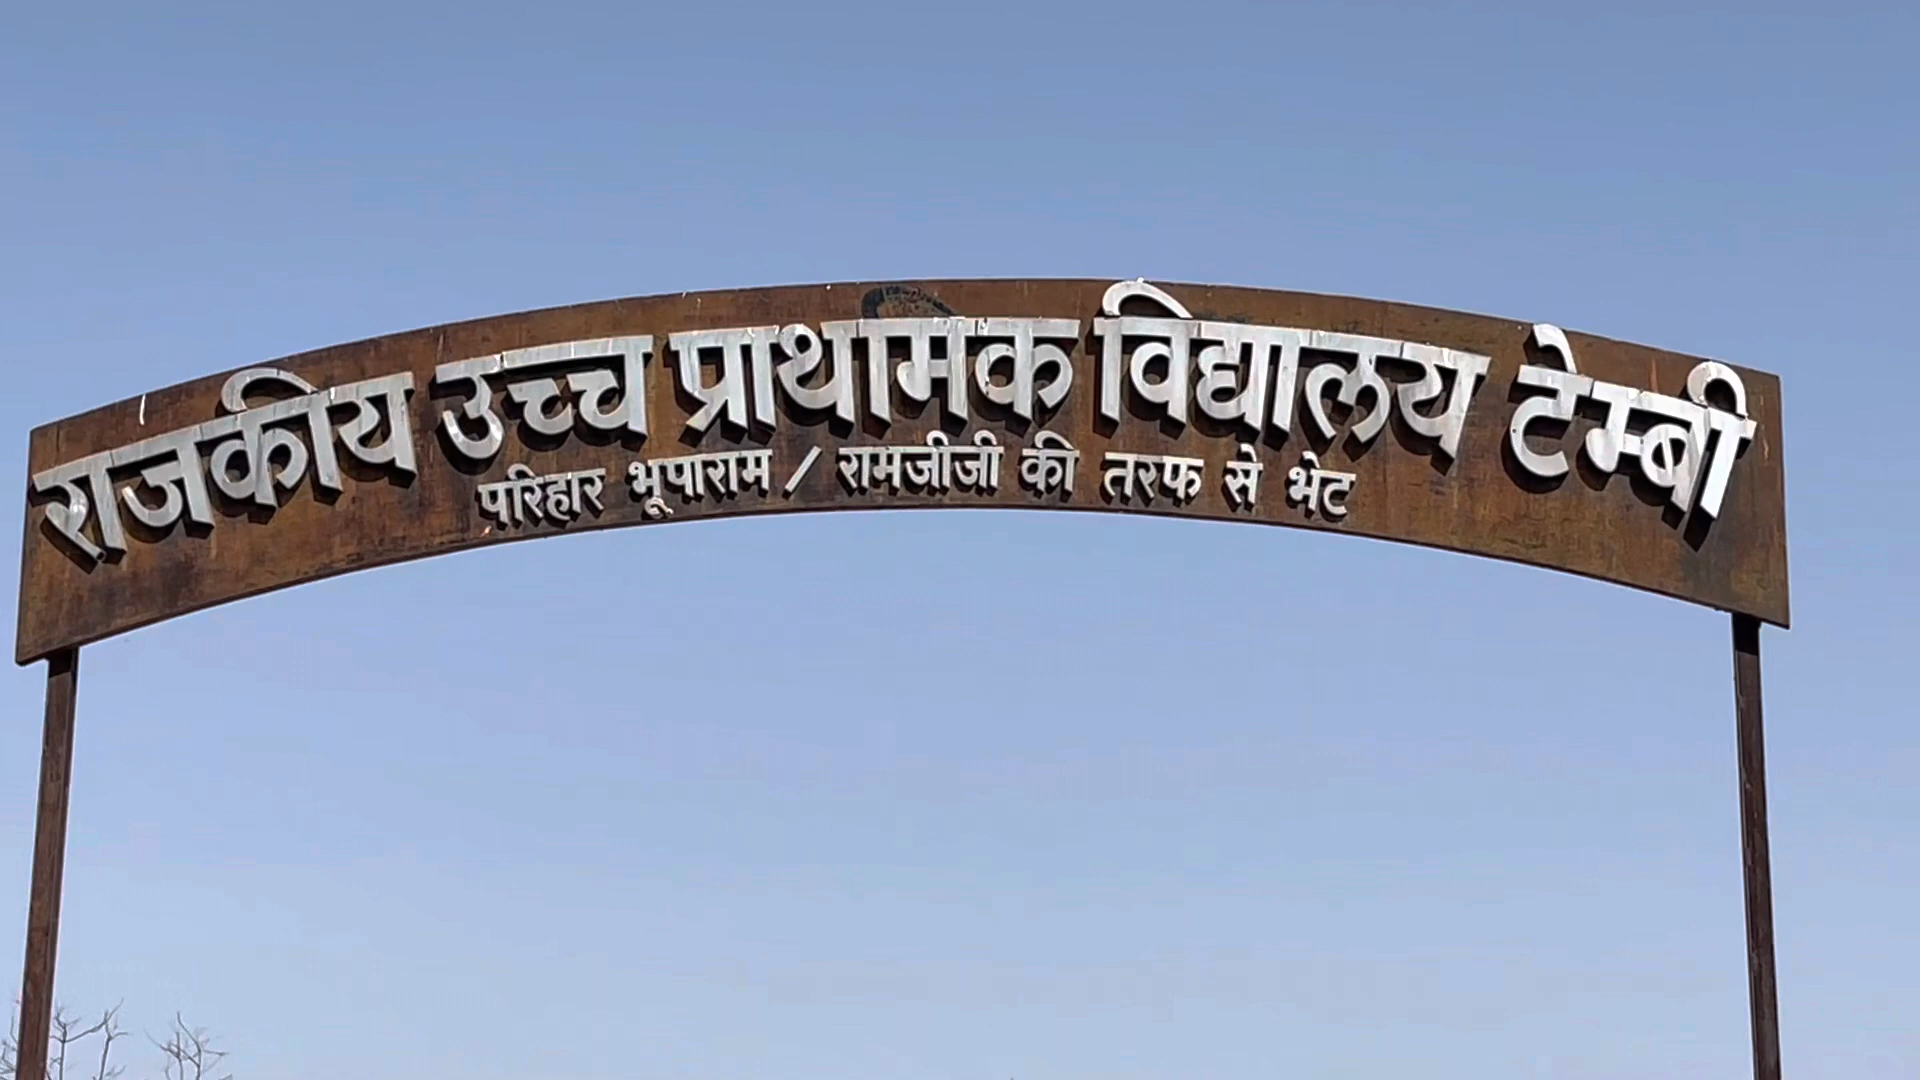 राजकीय उच्च प्राथमिक विद्यालय टेम्बी
परिहार भूपाराम / रामजीजी की तरफ से भेट